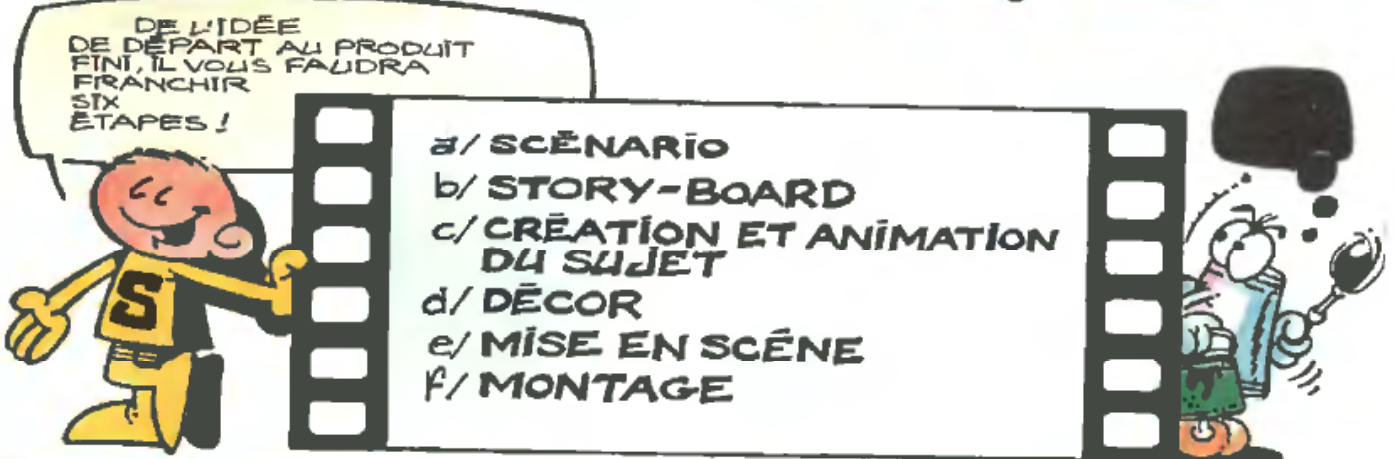 DE L'IDÉE
DE DÉPART AU PRODUIT
FINI, IL VOUS FAUDRA
FRANCHIR
SIX
ÉTAPES !
a/ SCÉNARIO
b/ STORY-BOARD
c/ CRÉATION ET ANIMATION
DU SUJET
d/ DÉCOR
e/ MISE EN SCÉNE
f/ MONTAGE
S